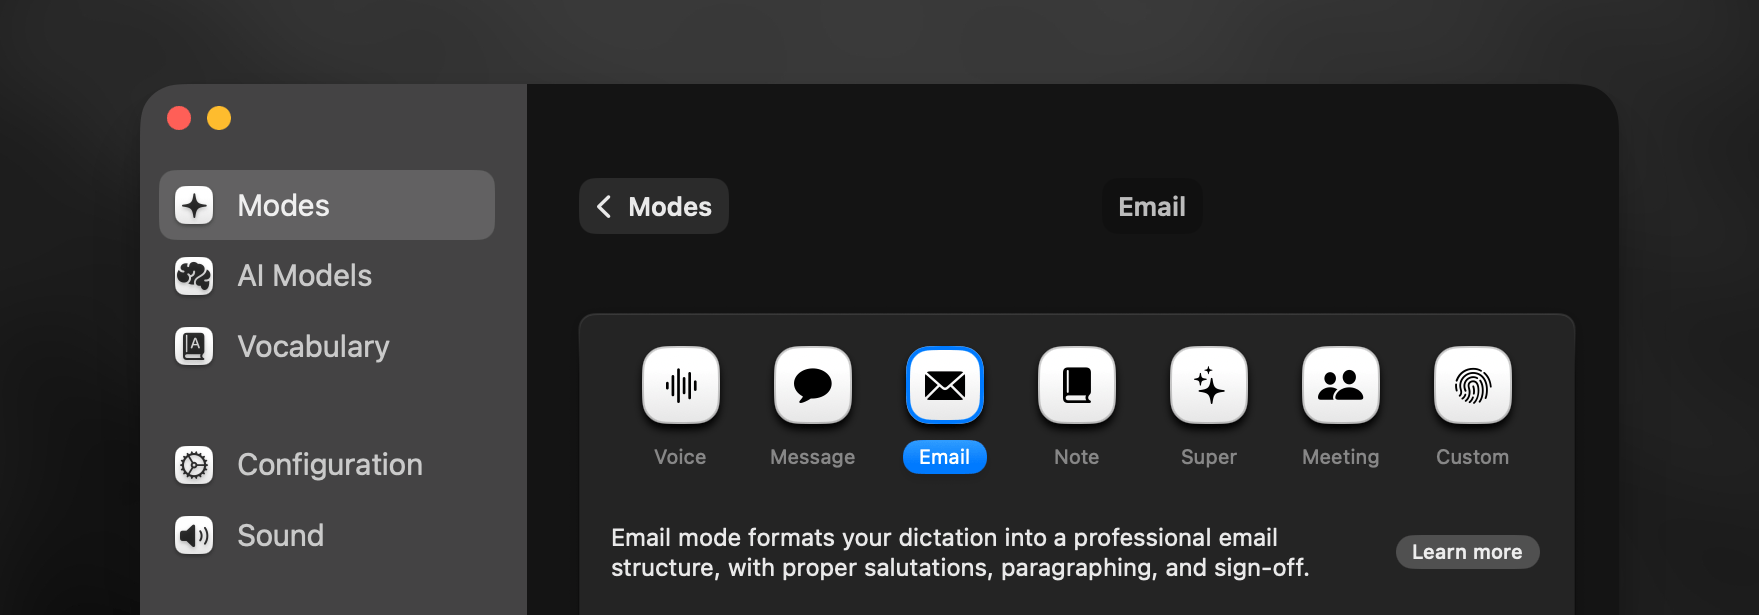 Modes
AI Models
Vocabulary
Configuration
Sound
Modes
Email
Voice
Message
Email
Note
Super
Meeting
Custom
Email mode formats your dictation into a professional email
structure, with proper salutations, paragraphing, and sign-off.
Learn more